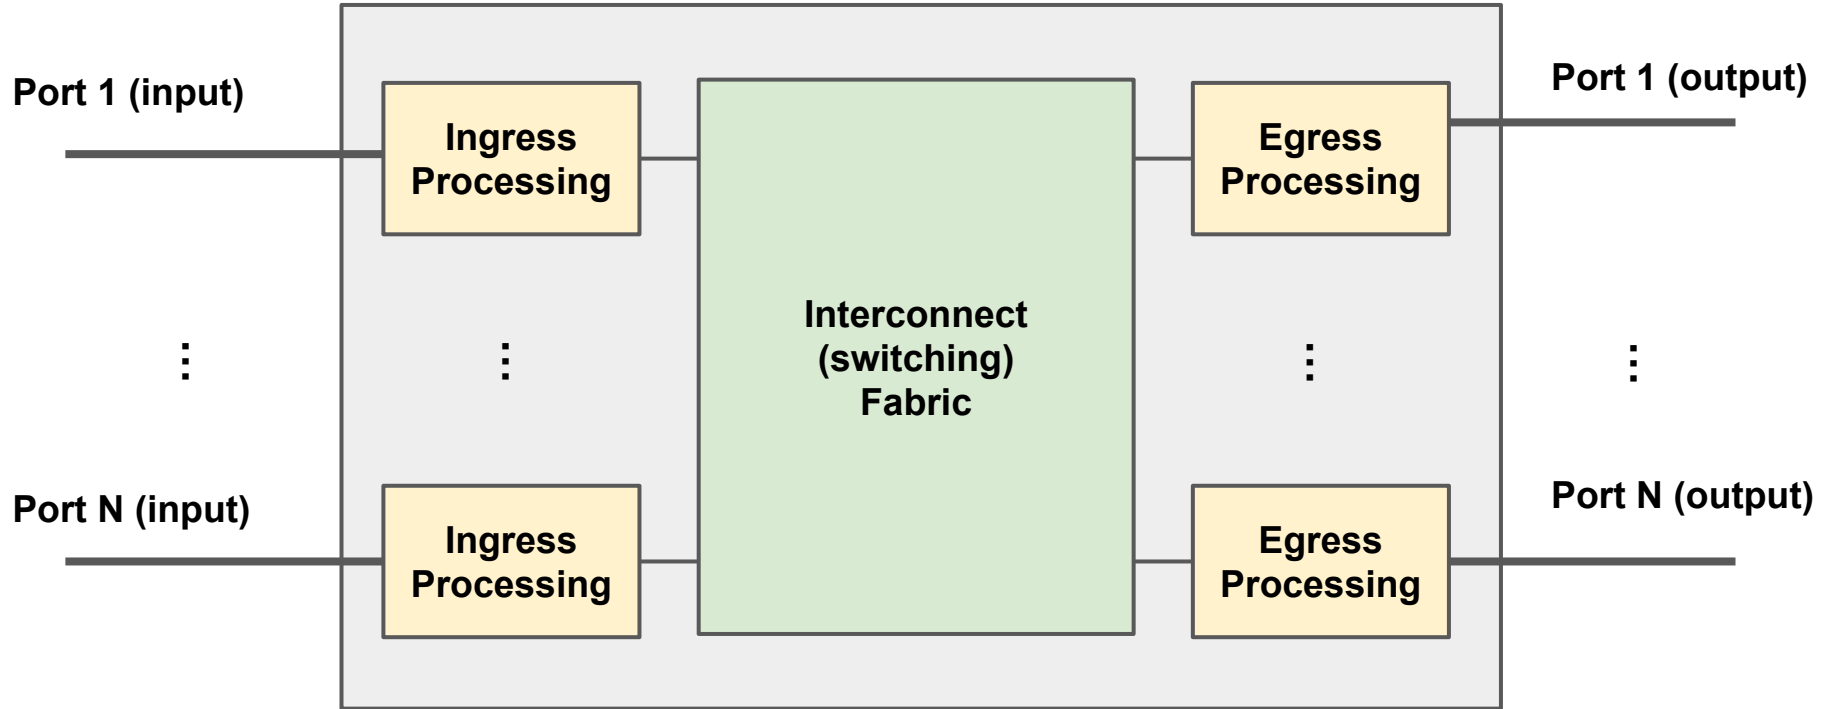 Port 1 (input)
Ingress
Processing
Egress
Processing
Port 1 (output)
Interconnect
(switching)
Fabric
Port N (input)
Ingress
Processing
Egress
Processing
Port N (output)